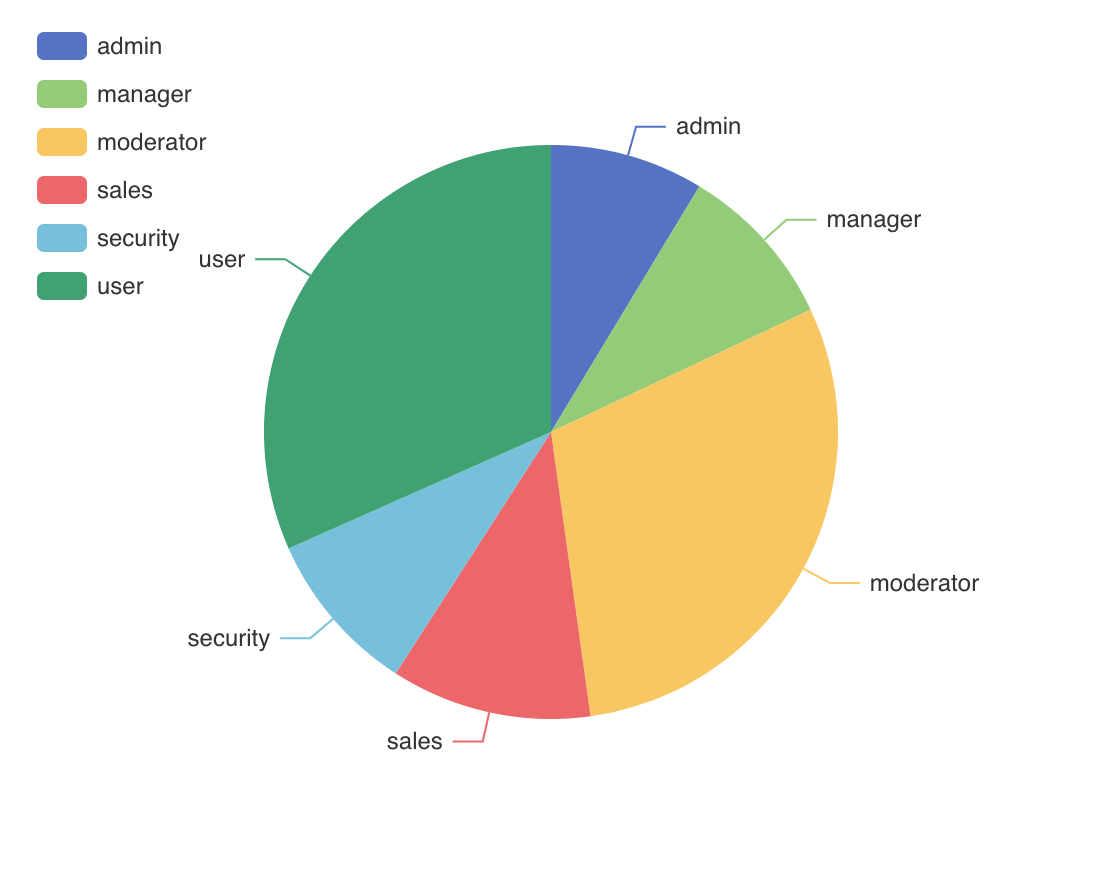 admin
manager
moderator
sales
security
user
admin
manager
user
moderator
security
sales